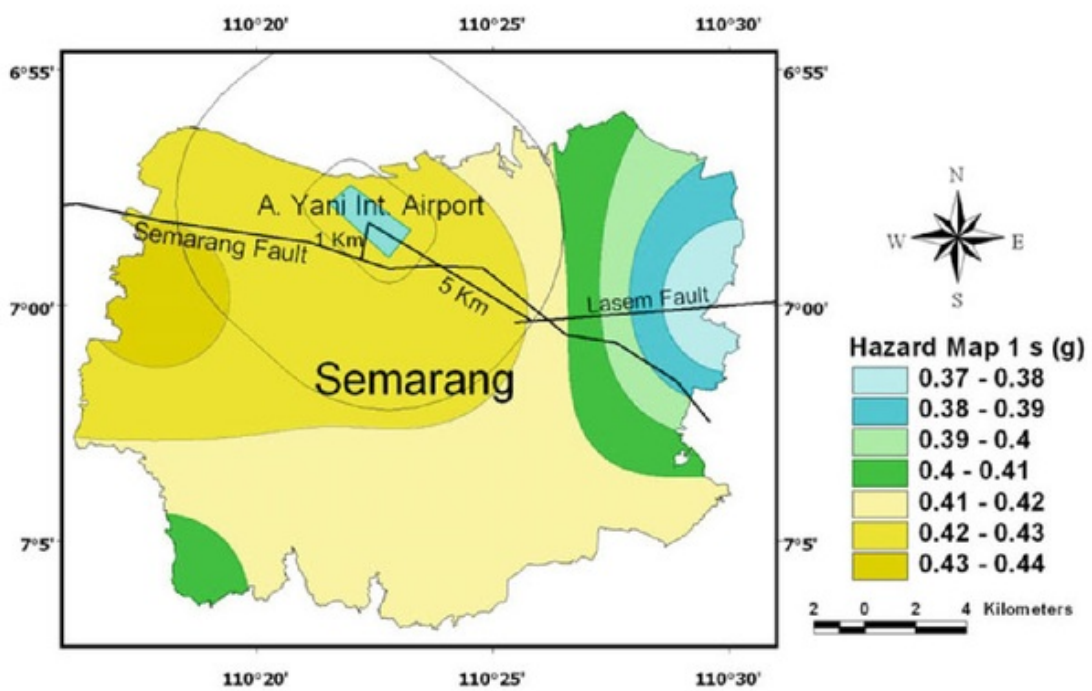 110°20' 110°25' 110°30'
6°55' 6°55'
A. Yani Int. Airport
Semarang Fault
1 Km
5 Km
Lasem Fault
7°00' 7°00'
Semarang
7°5' 7°5'
110°20' 110°25' 110°30'
N
W E
S
Hazard Map 1 s (g)
0.37 - 0.38
0.38 - 0.39
0.39 - 0.4
0.4 - 0.41
0.41 - 0.42
0.42 - 0.43
0.43 - 0.44
2 0 2 4 Kilometers